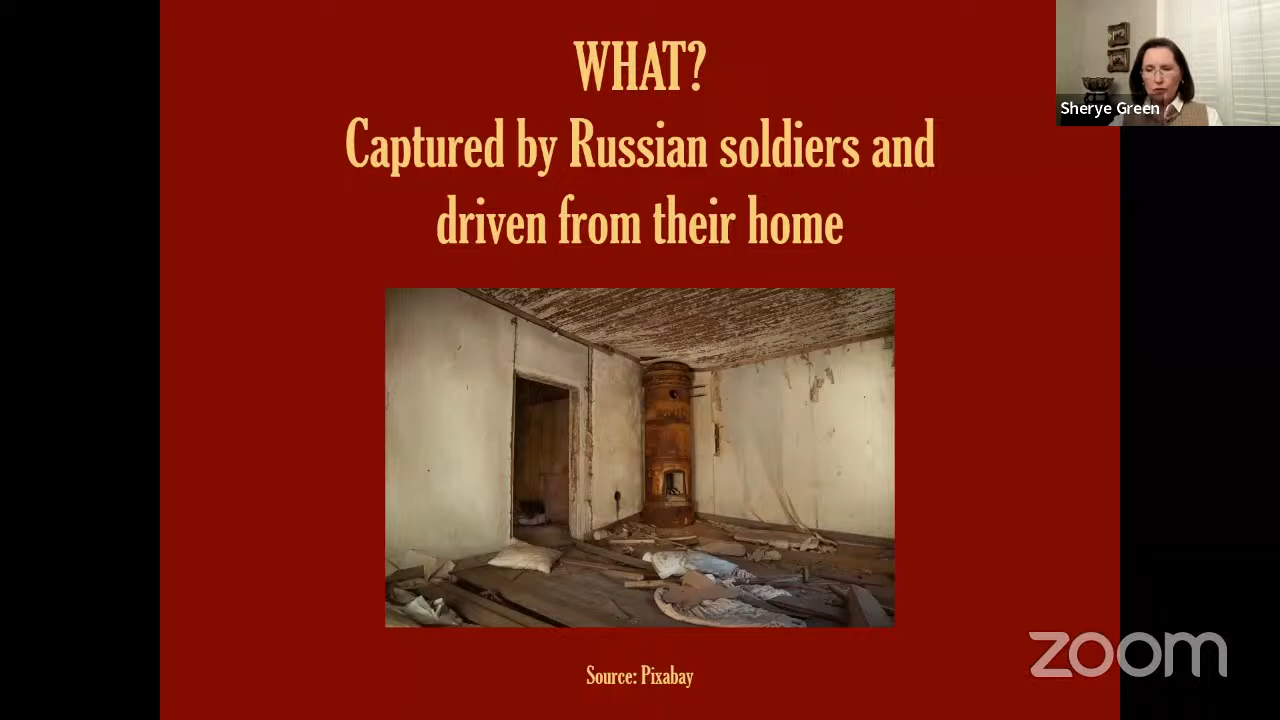 WHAT?
Captured by Russian soldiers and
driven from their home
Sherye Green
Source: Pixabay
zoom